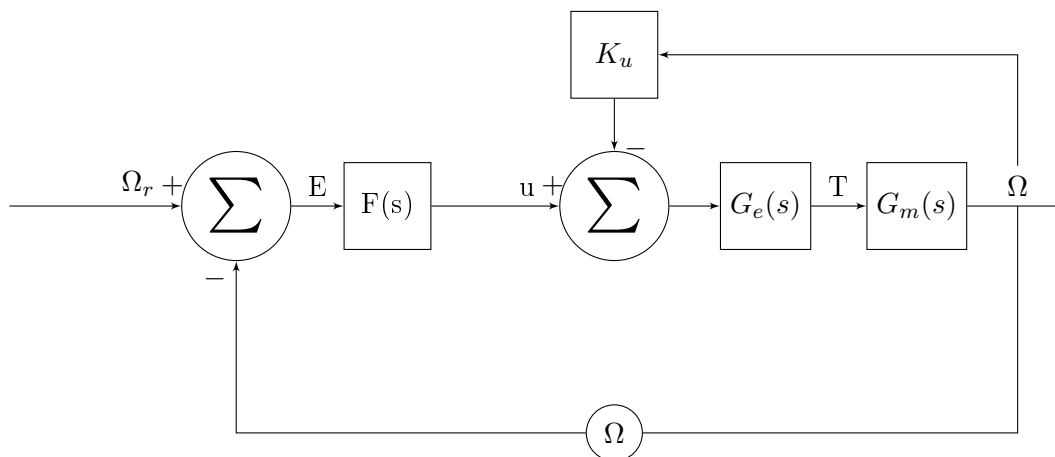 K_u
−
Ω_r + ∑ E F(s) u + ∑ G_e(s) T G_m(s) Ω
−
Ω